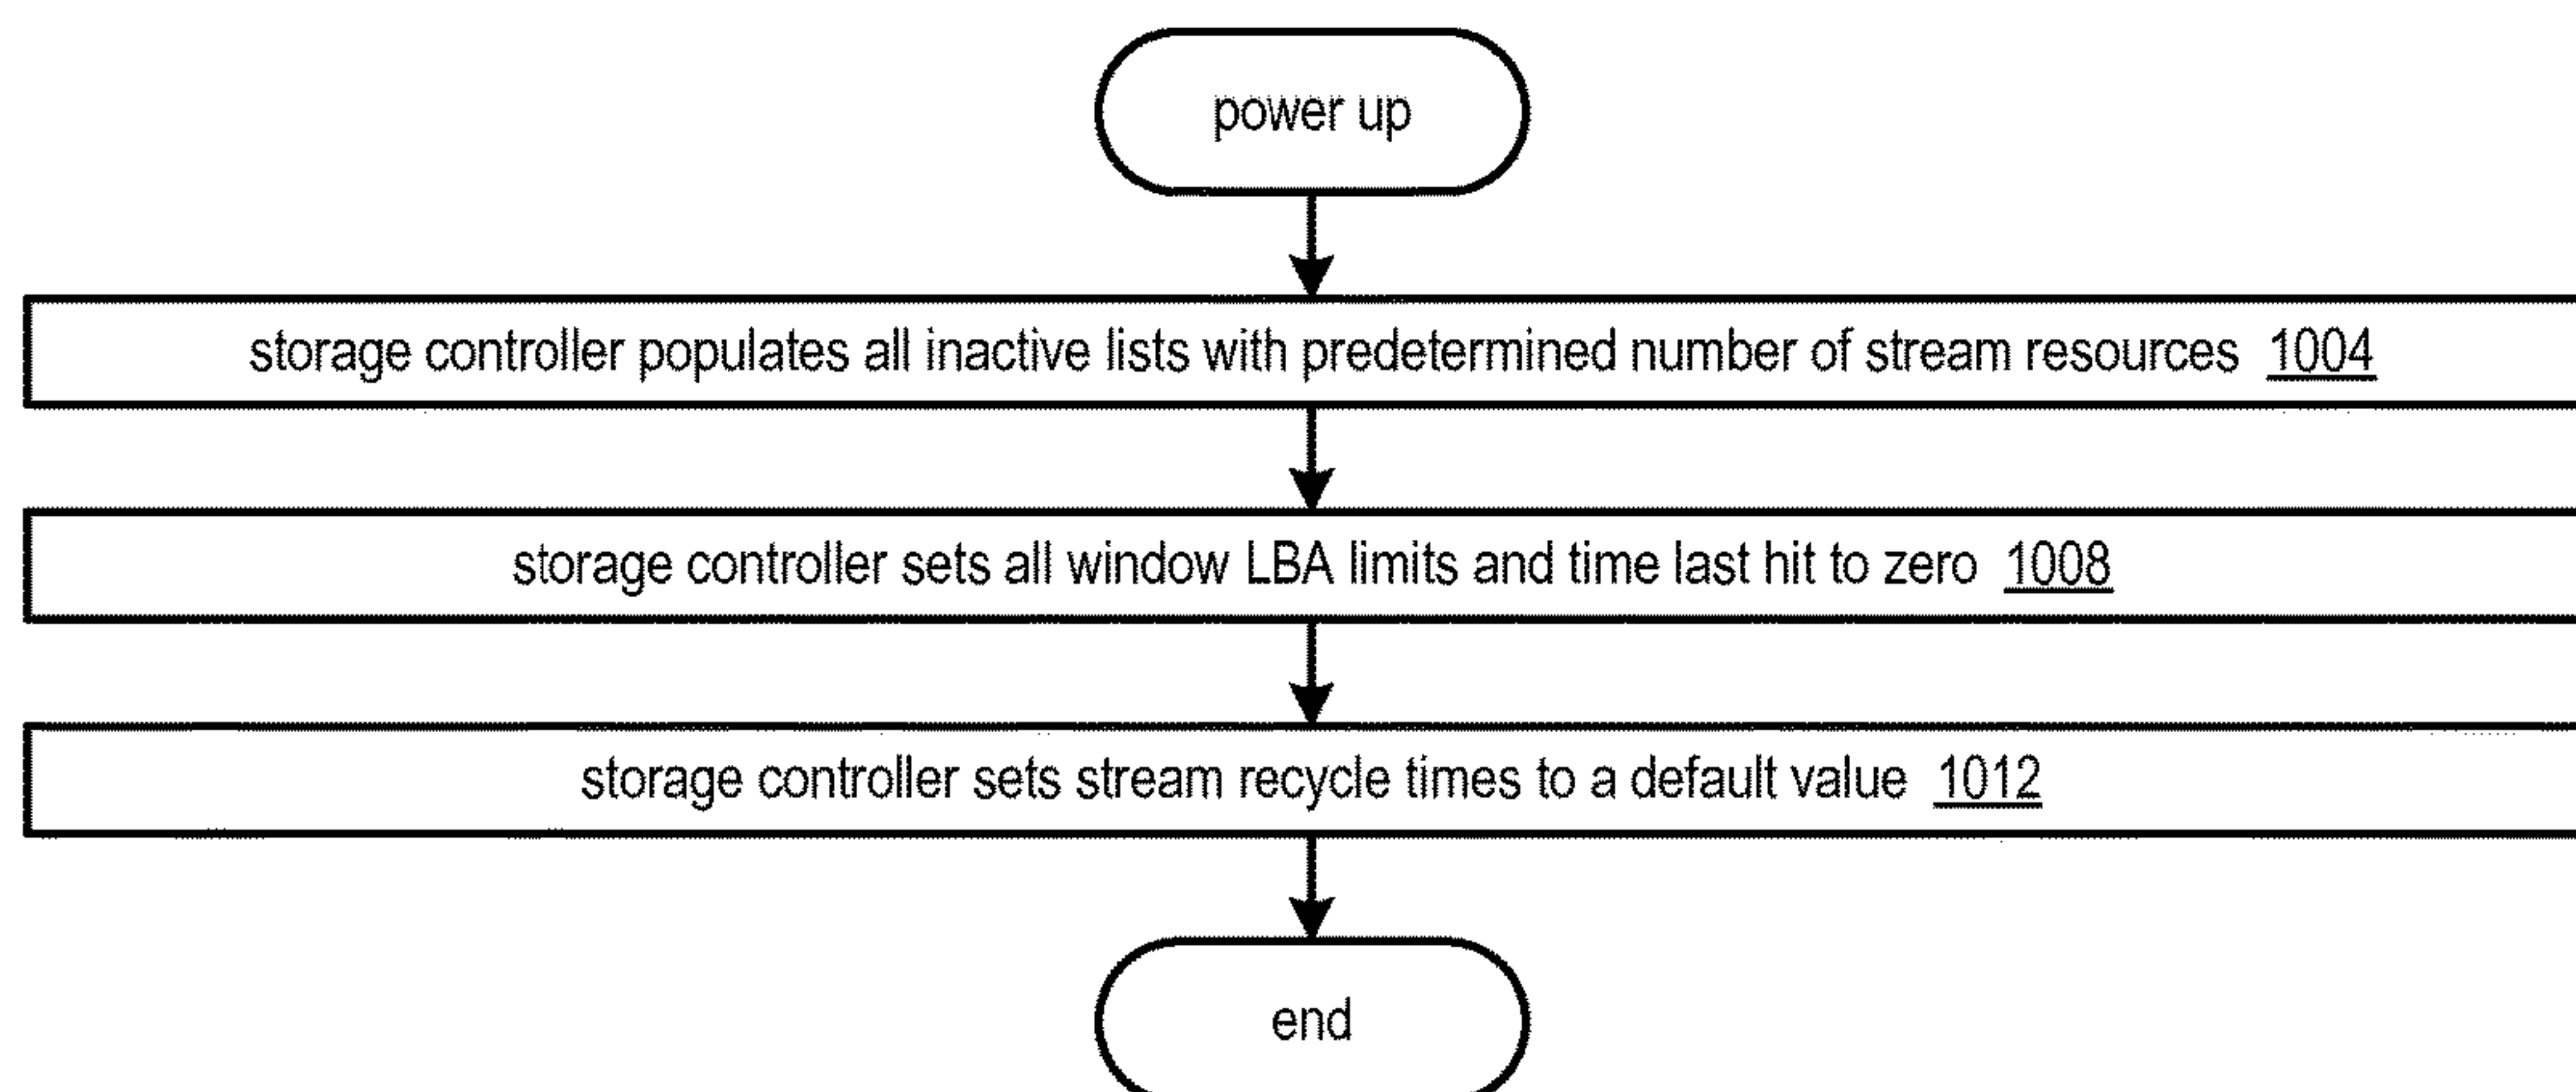 power up
storage controller populates all inactive lists with predetermined number of stream resources 1004
storage controller sets all window LBA limits and time last hit to zero 1008
storage controller sets stream recycle times to a default value 1012
end